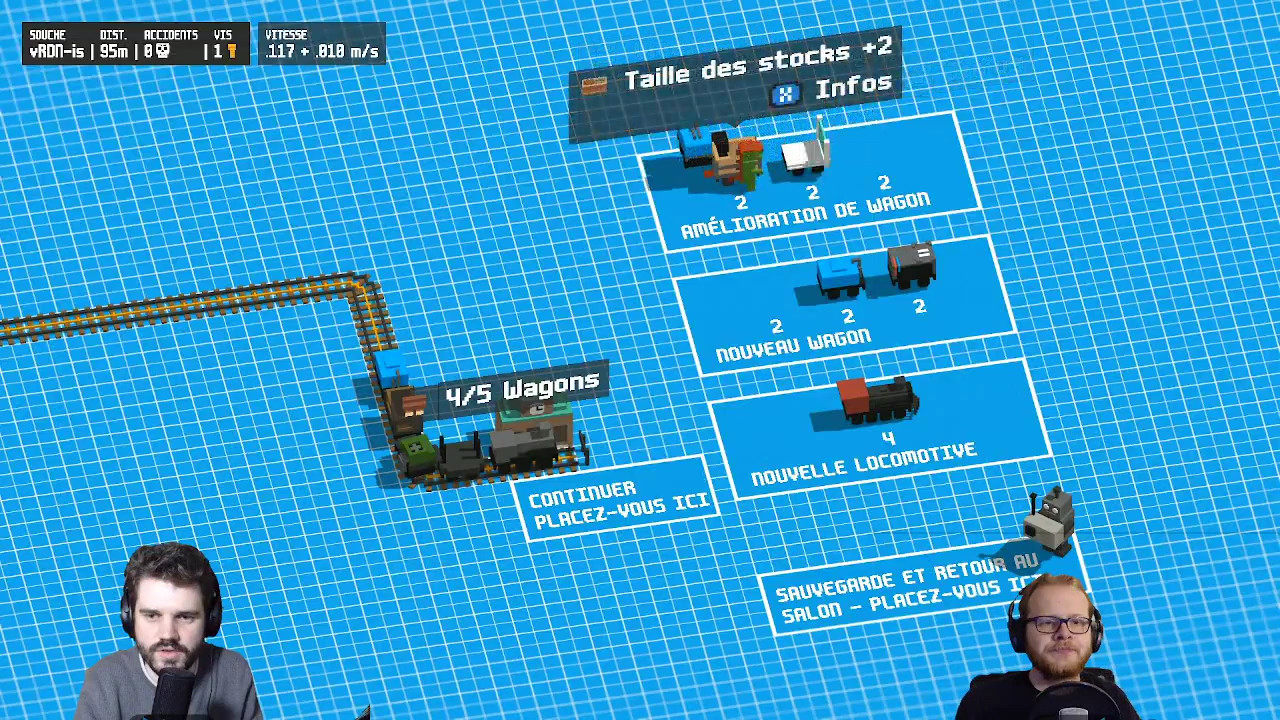 SOUCHE DIST. ACCIDENTS VIS
vRDN-is | 95m | 0 | 1
VITESSE
.117 + .010 m/s
Taille des stocks +2
X Infos
2 2 2
AMÉLIORATION DE WAGON
2 2 2
NOUVEAU WAGON
4/5 Wagons
4
NOUVELLE LOCOMOTIVE
CONTINUER
PLACEZ-VOUS ICI
SAUVEGARDE ET RETOUR AU
SALON - PLACEZ-VOUS ICI